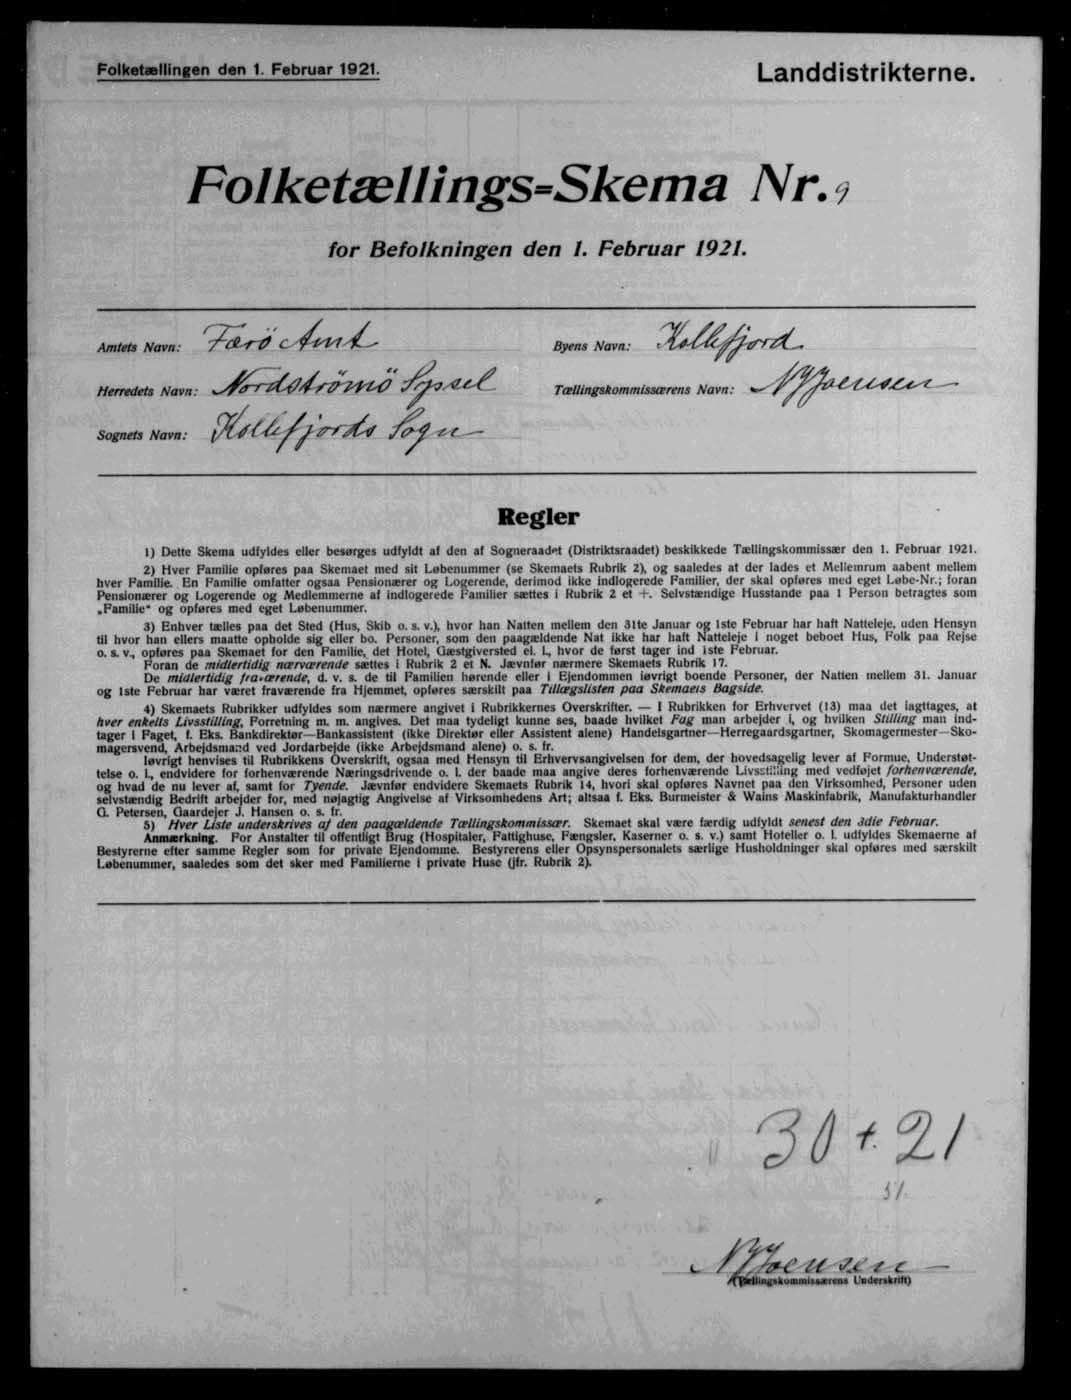 Folketællingen den 1. Februar 1921.
Landdistrikterne.
Folketællings=Skema Nr. 9
for Befolkningen den 1. Februar 1921.
Amtets Navn: Færö Amt
Byens Navn: Kollefjord
Herredets Navn: Nordströmö Syssel
Tællingskommissærens Navn: N J Joensen
Sognets Navn: Kollefjords Sogn
Regler
1) Dette Skema udfyldes eller besørges udfyldt af den af Sogneraadet (Distriktsraadet) beskikkede Tællingskommissær den 1. Februar 1921.
2) Hver Familie opføres paa Skemaet med sit Løbenummer (se Skemaets Rubrik 2), og saaledes at der lades et Mellemrum aabent mellem
hver Familie. En Familie omfatter ogsaa Pensionærer og Logerende, derimod ikke indlogerede Familier, der skal opføres med eget Løbe-Nr.; foran
Pensionærer og Logerende og Medlemmerne af indlogerede Familier sættes i Rubrik 2 et +. Selvstændige Husstande paa 1 Person betragtes som
„Familie" og opføres med eget Løbenummer.
3) Enhver tælles paa det Sted (Hus, Skib o. s. v.), hvor han Natten mellem den 31te Januar og 1ste Februar har haft Natteleje, uden Hensyn
til hvor han ellers maatte opholde sig eller bo. Personer, som den paagældende Nat ikke har haft Natteleje i noget beboet Hus, Folk paa Rejse
o. s. v., opføres paa Skemaet for den Familie, det Hotel, Gæstgiversted el. l., hvor de først tager ind 1ste Februar.
Foran de midlertidig nærværende sættes i Rubrik 2 et N. Jævnfør nærmere Skemaets Rubrik 17.
De midlertidig fraværende, d. v. s. de til Familien hørende eller i Ejendommen iøvrigt boende Personer, der Natten mellem 31. Januar
og 1ste Februar har været fraværende fra Hjemmet, opføres særskilt paa Tillægslisten paa Skemaets Bagside.
4) Skemaets Rubrikker udfyldes som nærmere angivet i Rubrikkernes Overskrifter. — I Rubrikken for Erhvervet (13) maa det iagttages, at
hver enkelts Livsstilling, Forretning m. m. angives. Det maa tydeligt kunne ses, baade hvilket Fag man arbejder i, og hvilken Stilling man ind-
tager i Faget, f. Eks. Bankdirektør—Bankassistent (ikke Direktør eller Assistent alene) Handelsgartner—Herregaardsgartner, Skomagermester—Sko-
magersvend, Arbejdsmand ved Jordarbejde (ikke Arbejdsmand alene) o. s. fr.
Iøvrigt henvises til Rubrikkens Overskrift, ogsaa med Hensyn til Erhvervsangivelsen for dem, der hovedsagelig lever af Formue, Understøt-
telse o. l., endvidere for forhenværende Næringsdrivende o. l. der baade maa angive deres forhenværende Livsstilling med vedføjet forhenværende,
og hvad de nu lever af, samt for Tyende. Jævnfør endvidere Skemaets Rubrik 14, hvori skal opføres Navnet paa den Virksomhed, Personer uden
selvstændig Bedrift arbejder for, med nøjagtig Angivelse af Virksomhedens Art; altsaa f. Eks. Burmeister & Wains Maskinfabrik, Manufakturhandler
G. Petersen, Gaardejer J. Hansen o. s. fr.
5) Hver Liste underskrives af den paagældende Tællingskommissær. Skemaet skal være færdig udfyldt senest den 3die Februar.
Anmærkning. For Anstalter til offentligt Brug (Hospitaler, Fattighuse, Fængsler, Kaserner o. s. v.) samt Hoteller o. l. udfyldes Skemaerne af
Bestyrerne efter samme Regler som for private Ejendomme. Bestyrerens eller Opsynspersonalets særlige Husholdninger skal opføres med særskilt
Løbenummer, saaledes som det sker med Familierne i private Huse (jfr. Rubrik 2).
30 + 21
51
N J Joensen
(Tællingskommissærens Underskrift)